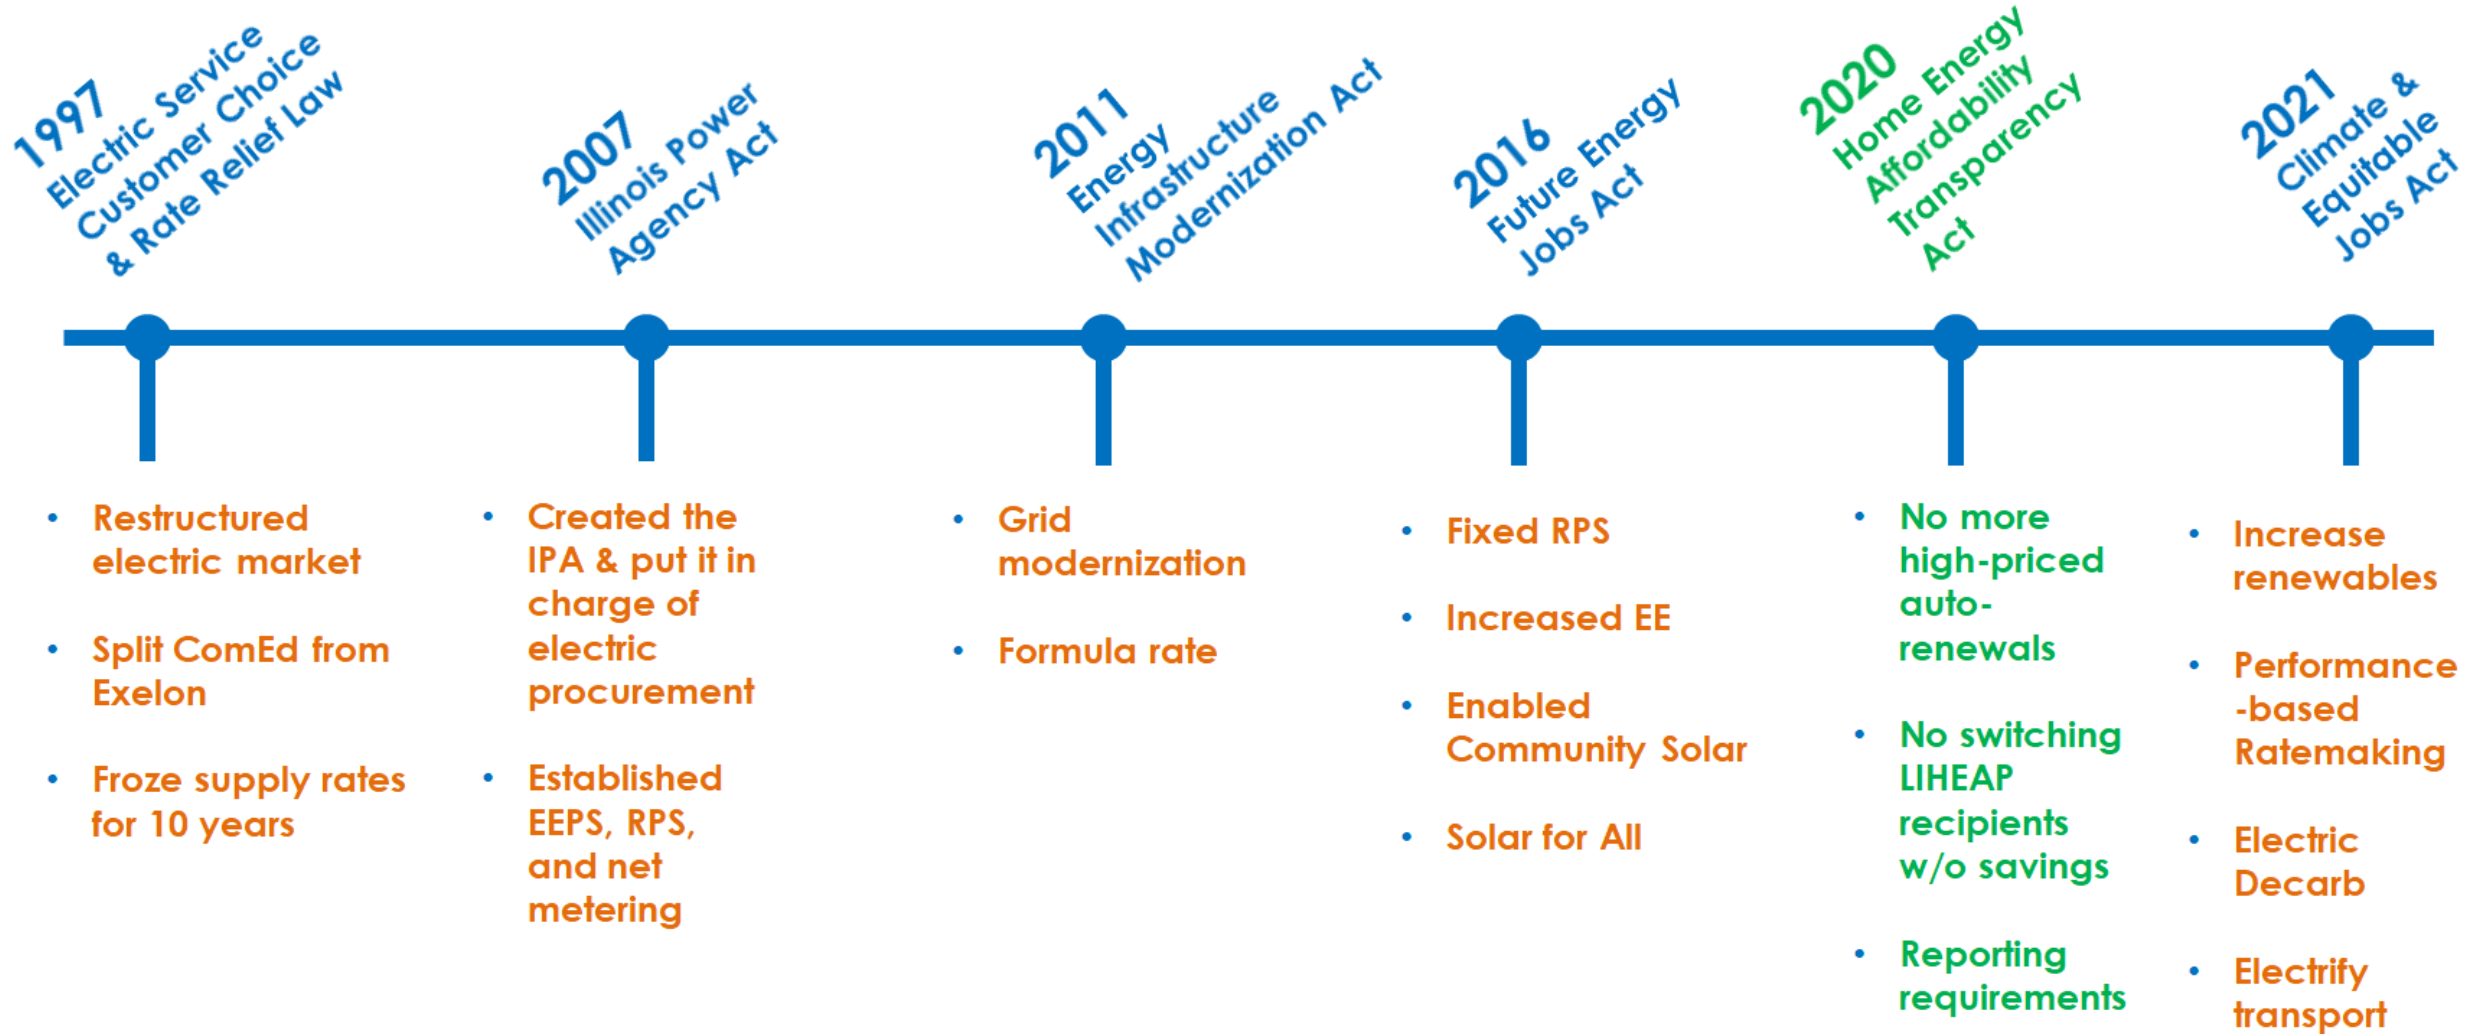 1997
Electric Service
Customer Choice
& Rate Relief Law
2007
Illinois Power
Agency Act
2011
Energy
Infrastructure
Modernization Act
2016
Future Energy
Jobs Act
2020
Home Energy
Affordability
Transparency
Act
2021
Climate &
Equitable
Jobs Act
• Restructured
electric market
• Split ComEd from
Exelon
• Froze supply rates
for 10 years
• Created the
IPA & put it in
charge of
electric
procurement
• Established
EEPS, RPS,
and net
metering
• Grid
modernization
• Formula rate
• Fixed RPS
• Increased EE
• Enabled
Community Solar
• Solar for All
• No more
high-priced
auto-
renewals
• No switching
LIHEAP
recipients
w/o savings
• Reporting
requirements
• Increase
renewables
• Performance
-based
Ratemaking
• Electric
Decarb
• Electrify
transport